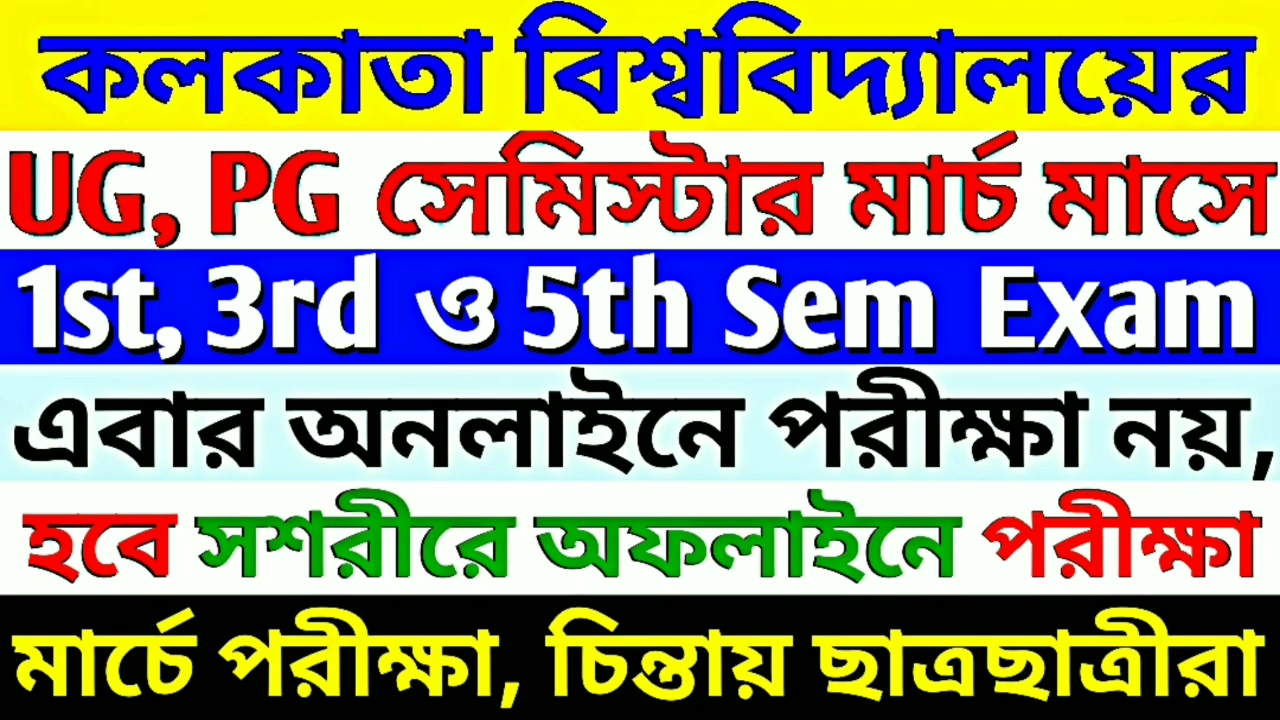 কলকাতা বিশ্ববিদ্যালয়ের
UG, PG সেমিস্টার মার্চ মাসে
1st, 3rd ও 5th Sem Exam
এবার অনলাইনে পরীক্ষা নয়,
হবে সশরীরে অফলাইনে পরীক্ষা
মার্চে পরীক্ষা, চিন্তায় ছাত্রছাত্রীরা